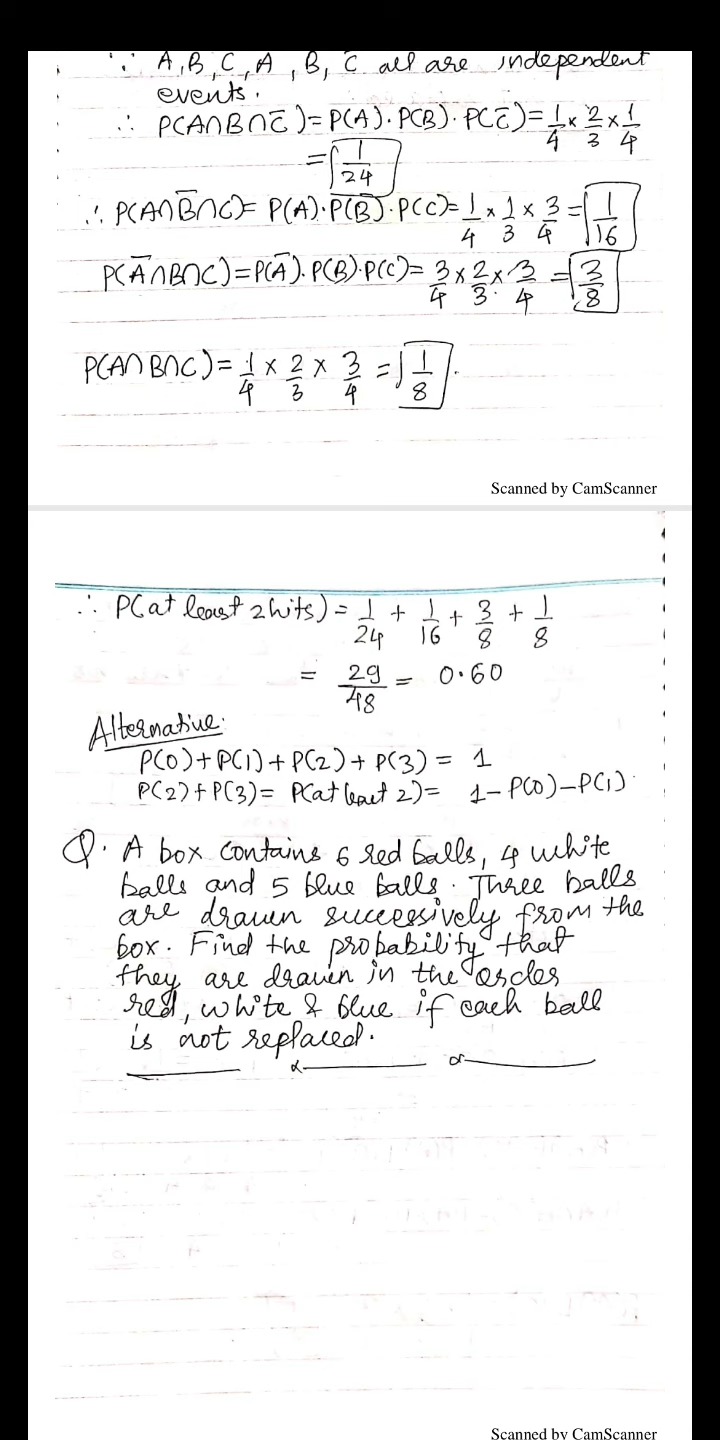 ∵ A, B, C, A, B, C̅ all are independent
events.
∴ P(A∩B∩C̅) = P(A)·P(B)·P(C̅) = 1/4 × 2/3 × 1/4
= 1/24
∴ P(A∩B̅∩C) = P(A)·P(B̅)·P(C) = 1/4 × 1/3 × 3/4 = 1/16
P(A̅∩B∩C) = P(A̅)·P(B)·P(C) = 3/4 × 2/3 × 3/4 = 3/8
P(A∩B∩C) = 1/4 × 2/3 × 3/4 = 1/8.
Scanned by CamScanner
∴ P(at least 2 hits) = 1/24 + 1/16 + 3/8 + 1/8
= 29/48 = 0.60
Alternative:
P(0)+P(1)+P(2)+P(3) = 1
P(2)+P(3) = P(at least 2) = 1-P(0)-P(1)
Q. A box contains 6 red balls, 4 white
balls and 5 blue balls. Three balls
are drawn successively from the
box. Find the probability that
they are drawn in the order
red, white & blue if each ball
is not replaced.
Scanned by CamScanner